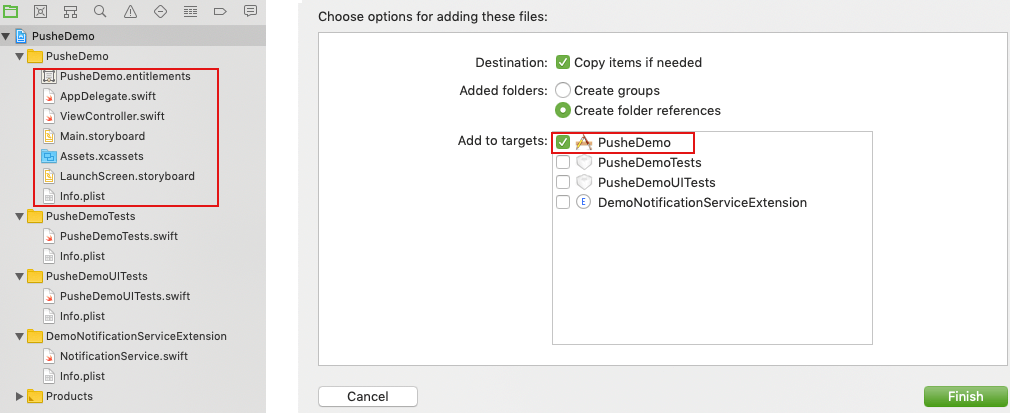 PusheDemo
PusheDemo
PusheDemo.entitlements
AppDelegate.swift
ViewController.swift
Main.storyboard
Assets.xcassets
LaunchScreen.storyboard
Info.plist
PusheDemoTests
PusheDemoTests.swift
Info.plist
PusheDemoUITests
PusheDemoUITests.swift
Info.plist
DemoNotificationServiceExtension
NotificationService.swift
Info.plist
Products
Choose options for adding these files:
Destination: Copy items if needed
Added folders: Create groups
Create folder references
Add to targets: PusheDemo
PusheDemoTests
PusheDemoUITests
E DemoNotificationServiceExtension
Cancel Finish